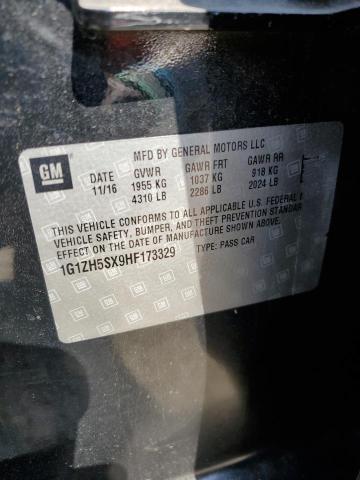 MFD BY GENERAL MOTORS LLC
GM
DATE GVWR GAWR FRT GAWR RR
11/16 1955 KG 1037 KG 918 KG
4310 LB 2286 LB 2024 LB
THIS VEHICLE CONFORMS TO ALL APPLICABLE U.S. FEDERAL
VEHICLE SAFETY, BUMPER, AND THEFT PREVENTION STANDAR
EFFECT ON THE DATE OF MANUFACTURE SHOWN ABOVE.
1G1ZH5SX9HF173329 TYPE: PASS CAR